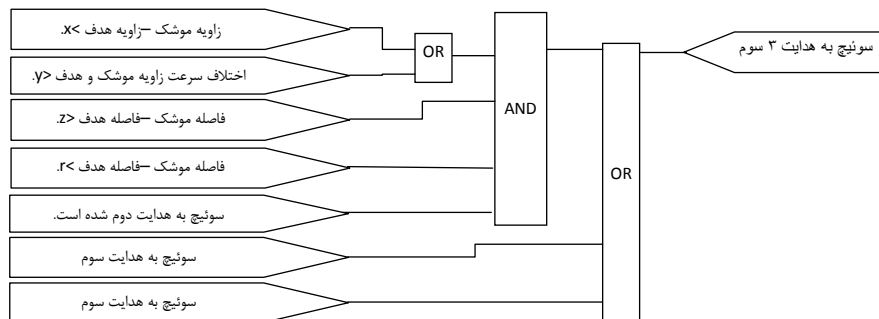 زاویه موشک –زاویه هدف >x.
اختلاف سرعت زاویه موشک و هدف <y.
فاصله موشک –فاصله هدف <z.
فاصله موشک –فاصله هدف >r.
سوئیچ به هدایت دوم شده است.
سوئیچ به هدایت سوم
سوئیچ به هدایت سوم
OR
AND
OR
سوئیچ به هدایت ۳ سوم